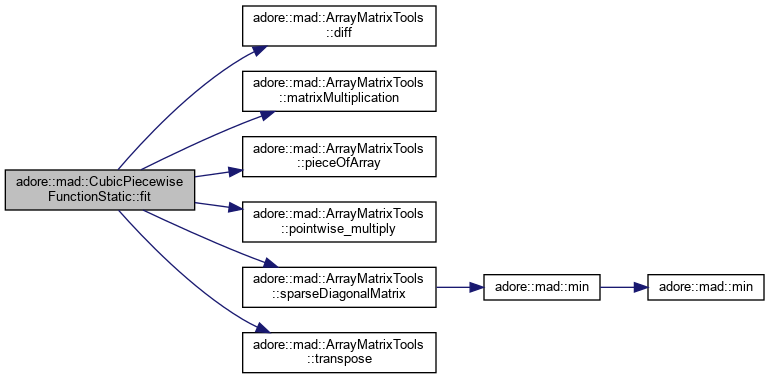 adore::mad::ArrayMatrixTools
::diff
adore::mad::ArrayMatrixTools
::matrixMultiplication
adore::mad::ArrayMatrixTools
::pieceOfArray
adore::mad::CubicPiecewise
FunctionStatic::fit
adore::mad::ArrayMatrixTools
::pointwise_multiply
adore::mad::ArrayMatrixTools
::sparseDiagonalMatrix
adore::mad::min
adore::mad::min
adore::mad::ArrayMatrixTools
::transpose